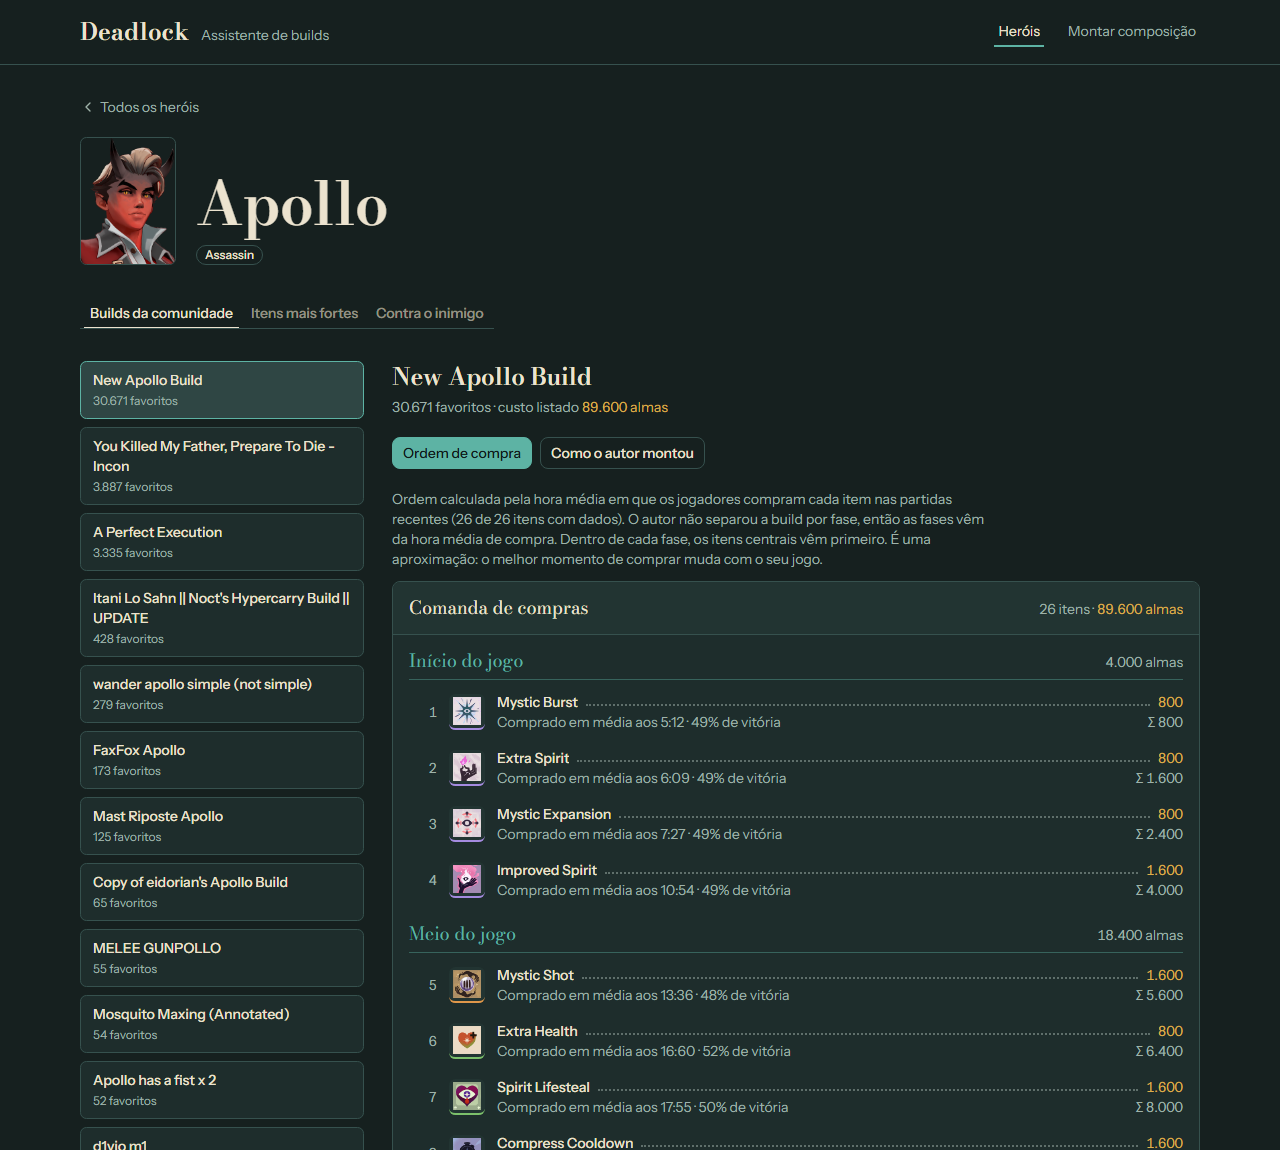 Deadlock Assistente de builds
Heróis Montar composição
Todos os heróis
Apollo
Assassin
Builds da comunidade Itens mais fortes Contra o inimigo
New Apollo Build
30.671 favoritos
You Killed My Father, Prepare To Die -
Incon
3.887 favoritos
A Perfect Execution
3.335 favoritos
Itani Lo Sahn || Noct's Hypercarry Build ||
UPDATE
428 favoritos
wander apollo simple (not simple)
279 favoritos
FaxFox Apollo
173 favoritos
Mast Riposte Apollo
125 favoritos
Copy of eidorian's Apollo Build
65 favoritos
MELEE GUNPOLLO
55 favoritos
Mosquito Maxing (Annotated)
54 favoritos
Apollo has a fist x 2
52 favoritos
d1vio m1
New Apollo Build
30.671 favoritos · custo listado 89.600 almas
Ordem de compra Como o autor montou
Ordem calculada pela hora média em que os jogadores compram cada item nas partidas
recentes (26 de 26 itens com dados). O autor não separou a build por fase, então as fases vêm
da hora média de compra. Dentro de cada fase, os itens centrais vêm primeiro. É uma
aproximação: o melhor momento de comprar muda com o seu jogo.
Comanda de compras 26 itens · 89.600 almas
Início do jogo 4.000 almas
1 Mystic Burst 800
Comprado em média aos 5:12 · 49% de vitória Σ 800
2 Extra Spirit 800
Comprado em média aos 6:09 · 49% de vitória Σ 1.600
3 Mystic Expansion 800
Comprado em média aos 7:27 · 49% de vitória Σ 2.400
4 Improved Spirit 1.600
Comprado em média aos 10:54 · 49% de vitória Σ 4.000
Meio do jogo 18.400 almas
5 Mystic Shot 1.600
Comprado em média aos 13:36 · 48% de vitória Σ 5.600
6 Extra Health 800
Comprado em média aos 16:60 · 52% de vitória Σ 6.400
7 Spirit Lifesteal 1.600
Comprado em média aos 17:55 · 50% de vitória Σ 8.000
Compress Cooldown 1.600